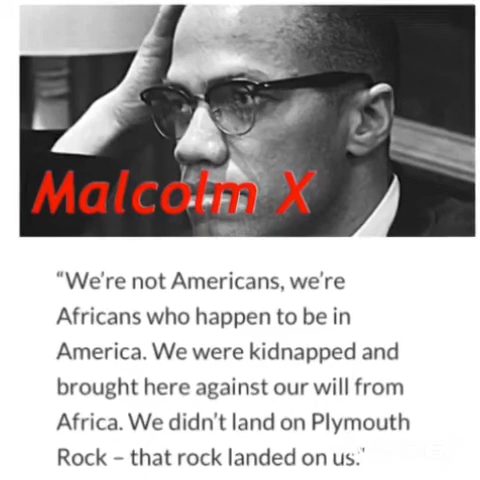 Malcolm X
“We’re not Americans, we’re
Africans who happen to be in
America. We were kidnapped and
brought here against our will from
Africa. We didn’t land on Plymouth
Rock – that rock landed on us."